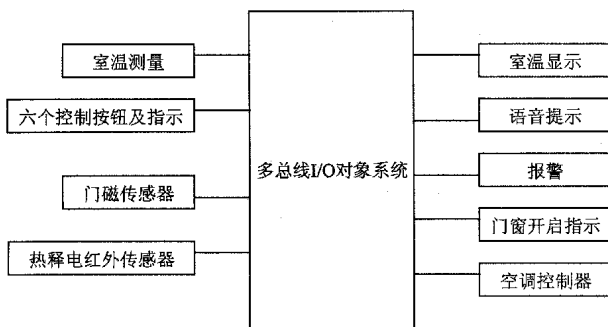 室温测量
六个控制按钮及指示
门磁传感器
热释电红外传感器
多总线I/O对象系统
室温显示
语音提示
报警
门窗开启指示
空调控制器